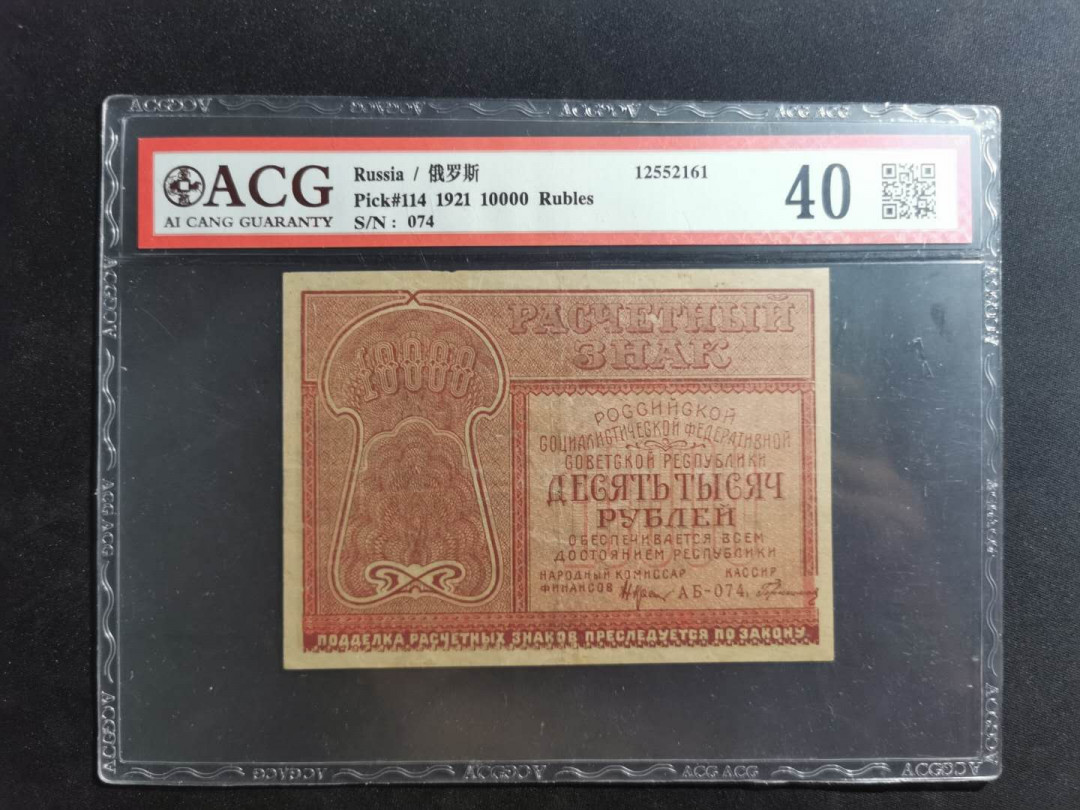 ACG
AI CANG GUARANTY
Russia / 俄罗斯
12552161
Pick#114 1921 10000 Rubles
S/N : 074
40
РАСЧЕТНЫЙ
ЗНАК
10000
10000
РОССИЙСКОЙ
СОЦИАЛИСТИЧЕСКОЙ ФЕДЕРАТИВНОЙ
СОВЕТСКОЙ РЕСПУБЛИКИ
ДЕСЯТЬ ТЫСЯЧ
РУБЛЕЙ
ОБЕСПЕЧИВАЕТСЯ ВСЕМ
ДОСТОЯНИЕМ РЕСПУБЛИКИ
НАРОДНЫЙ КОМИССАР КАССИР
ФИНАНСОВ АБ-074
ПОДДЕЛКА РАСЧЕТНЫХ ЗНАКОВ ПРЕСЛЕДУЕТСЯ ПО ЗАКОНУ